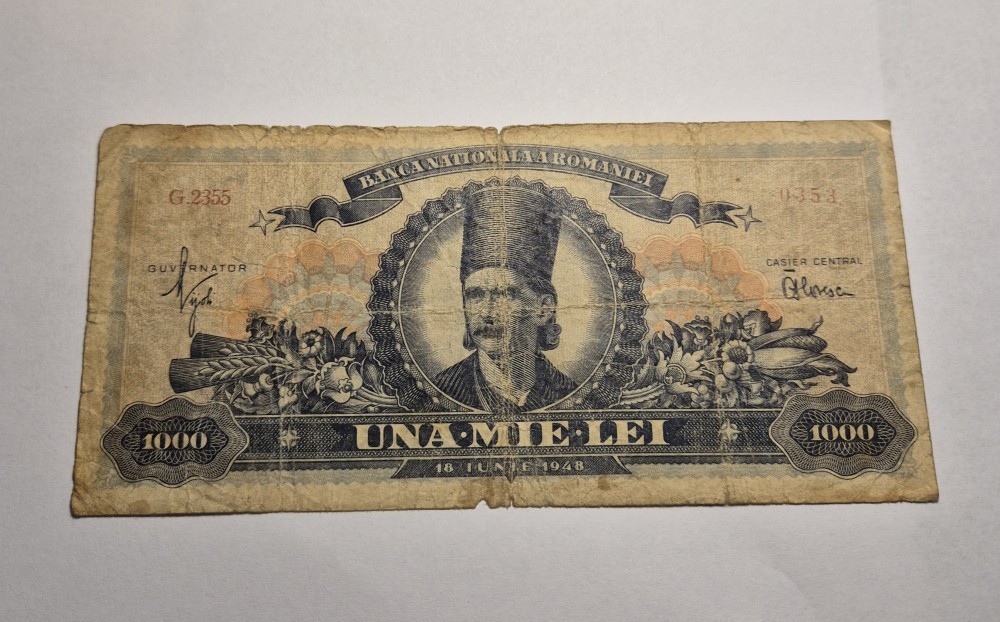 BANCA NATIONALA A ROMANIEI
G.2355
0353
GUVERNATOR
CASIER CENTRAL
1000
UNA·MIE·LEI
1000
18 IUNIE 1948